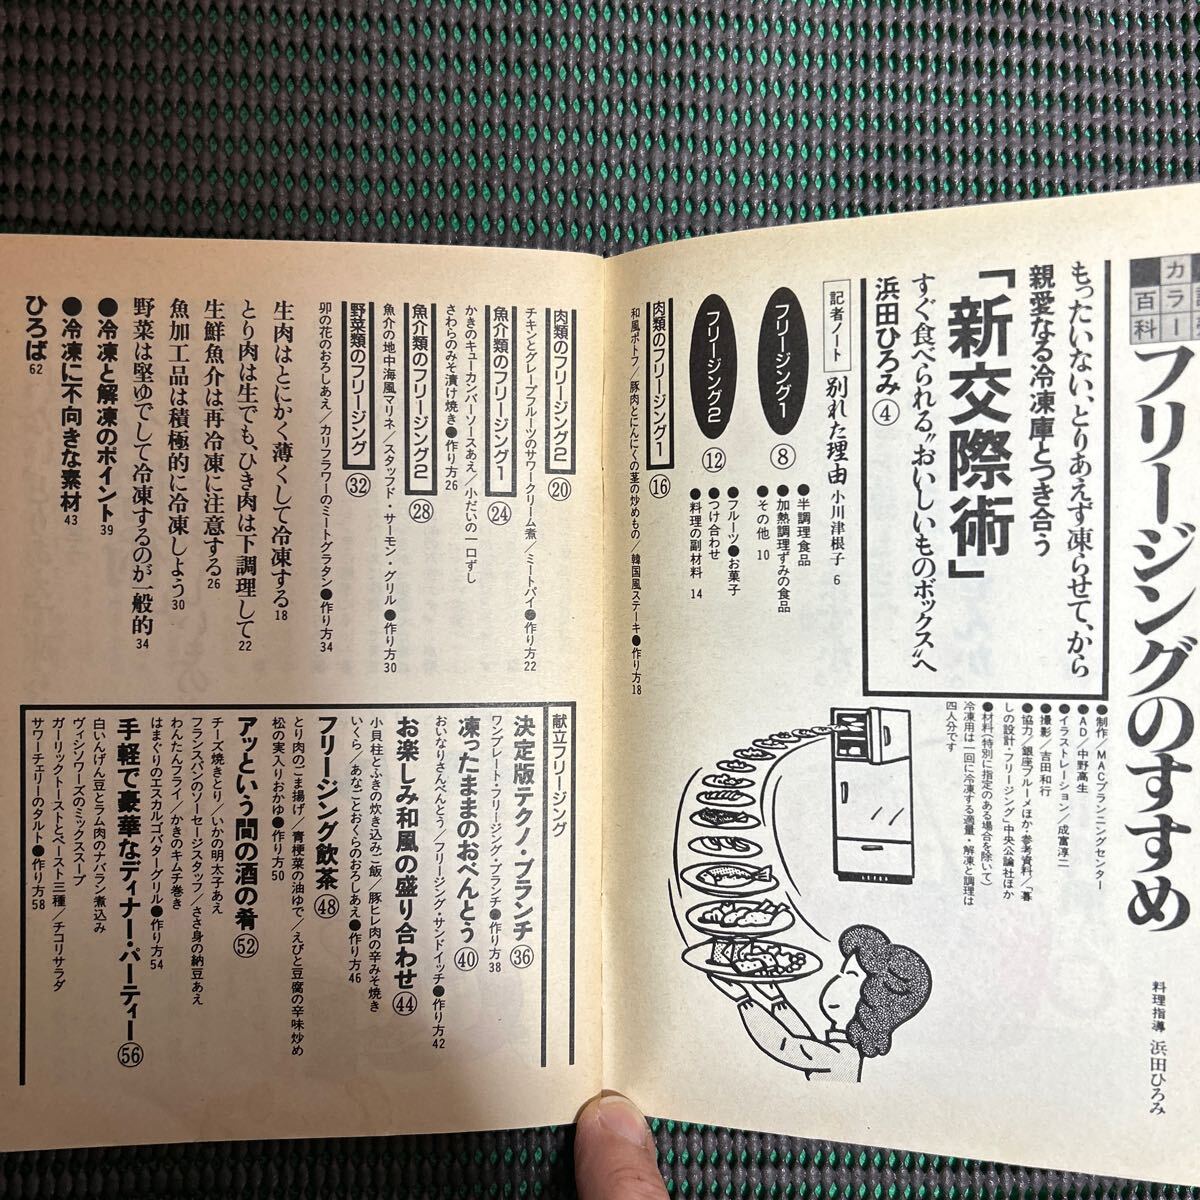 カラー
百科
フリージングのすすめ
料理指導 浜田ひろみ
もったいない、とりあえず凍らせて、から
親愛なる冷凍庫とつき合う
「新交際術」
すぐ食べられる〝おいしいものボックス〟へ
浜田ひろみ④
記者ノート 別れた理由 小川津根子 6
フリージング1 ⑧
●半調理食品
●加熱調理ずみの食品
●その他 10
フリージング2 ⑫
●フルーツ●お菓子
●つけ合わせ
●料理の副材料 14
●制作/MACプランニングセンター
●AD/中野高生
●イラストレーション/成富淳二
●撮影/吉田和行
●協力/銀座プルーメほか・参考資料/「暮
しの設計・フリージング」中央公論社ほか
●材料(特別に指定のある場合を除いて)
冷凍用は一回に冷凍する適量・解凍と調理は
四人分です
肉類のフリージング1 ⑯
和風ポトフ/豚肉とにんにくの茎の炒めもの/韓国風ステーキ●作り方18
肉類のフリージング2 ⑳
チキンとグレープフルーツのサワークリーム煮/ミートパイ●作り方22
魚介類のフリージング1 ㉔
かきのキューカンバーソースあえ/小だいの一口ずし
さわらのみそ漬け焼き●作り方26
魚介類のフリージング2 ㉘
魚介の地中海風マリネ/スタッフド・サーモン・グリル●作り方30
野菜類のフリージング ㉜
卯の花のおろしあえ/カリフラワーのミートグラタン●作り方34
生肉はとにかく薄くして冷凍する18
とり肉は生でも、ひき肉は下調理して22
生鮮魚介は再冷凍に注意する26
魚加工品は積極的に冷凍しよう30
野菜は堅ゆでして冷凍するのが一般的34
●冷凍と解凍のポイント39
●冷凍に不向きな素材43
ひろば62
献立フリージング
決定版テクノ・ブランチ㊱
ワンプレート・フリージング・ブランチ●作り方38
凍ったままのおべんとう㊵
おいなりさんべんとう/フリージング・サンドイッチ●作り方42
お楽しみ和風の盛り合わせ㊹
小貝柱とふきの炊き込みご飯/豚ヒレ肉の辛みそ焼き
いくら/あなごとおくらのおろしあえ●作り方46
フリージング飲茶㊽
とり肉のごま揚げ/青梗菜の油ゆで/えびと豆腐の辛味炒め
松の実入りおかゆ●作り方50
アッという間の酒の肴 52
チーズ焼きとり/いかの明太子あえ
フランスパンのソーセージスタッフ/ささ身の納豆あえ
わんたんフライ/かきのキムチ巻き
はまぐりのエスカルゴバターグリル●作り方54
手軽で豪華なディナー・パーティー 56
白いんげん豆とラム肉のナバラン煮込み
ヴィシソワーズのミックススープ
ガーリックトーストとペースト三種/チコリサラダ
サワーチェリーのタルト●作り方58